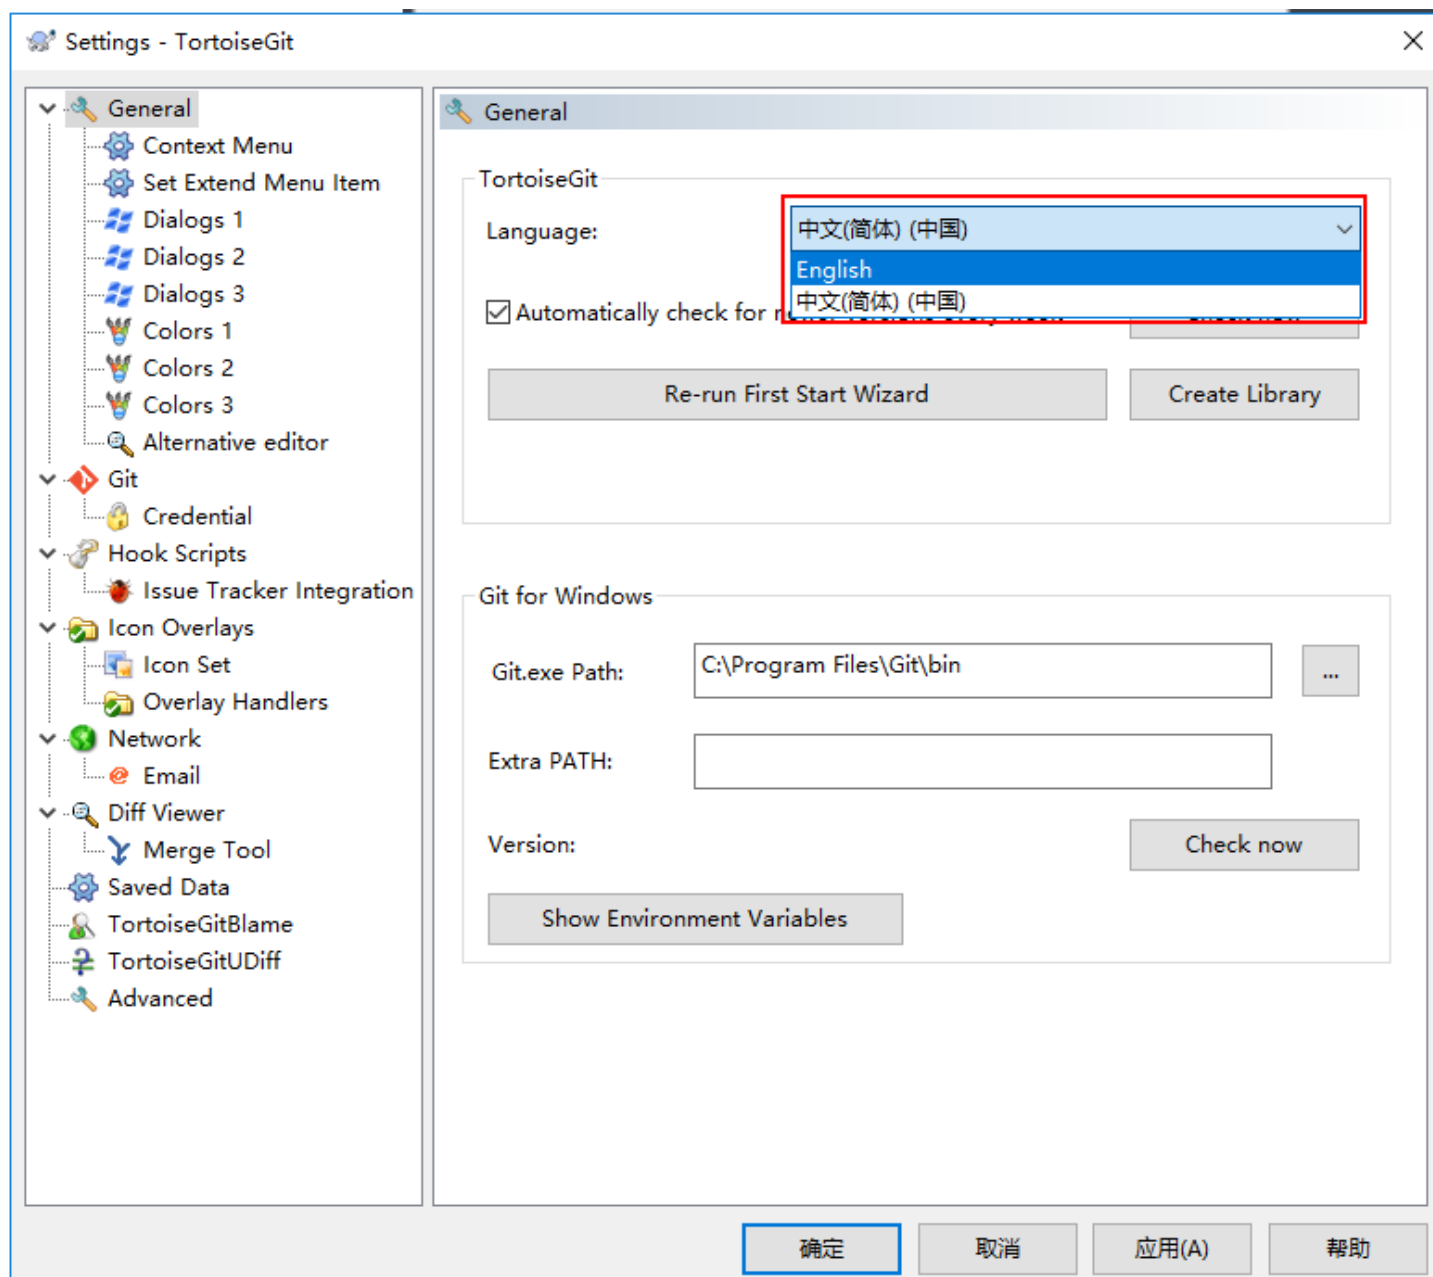 Settings - TortoiseGit
General
Context Menu
Set Extend Menu Item
Dialogs 1
Dialogs 2
Dialogs 3
Colors 1
Colors 2
Colors 3
Alternative editor
Git
Credential
Hook Scripts
Issue Tracker Integration
Icon Overlays
Icon Set
Overlay Handlers
Network
Email
Diff Viewer
Merge Tool
Saved Data
TortoiseGitBlame
TortoiseGitUDiff
Advanced
General
TortoiseGit
Language:
中文(简体) (中国)
English
中文(简体) (中国)
Automatically check for
Re-run First Start Wizard
Create Library
Git for Windows
Git.exe Path:
C:\Program Files\Git\bin
...
Extra PATH:
Version:
Check now
Show Environment Variables
确定
取消
应用(A)
帮助